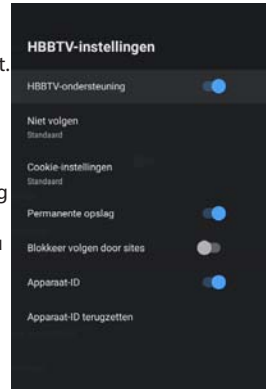 HBBTV-instellingen
t.
HBBTV-ondersteuning
Niet volgen
Standaard
Cookie-instellingen
Standaard
g
Permanente opslag
Blokkeer volgen door sites
Apparaat-ID
Apparaat-ID terugzetten